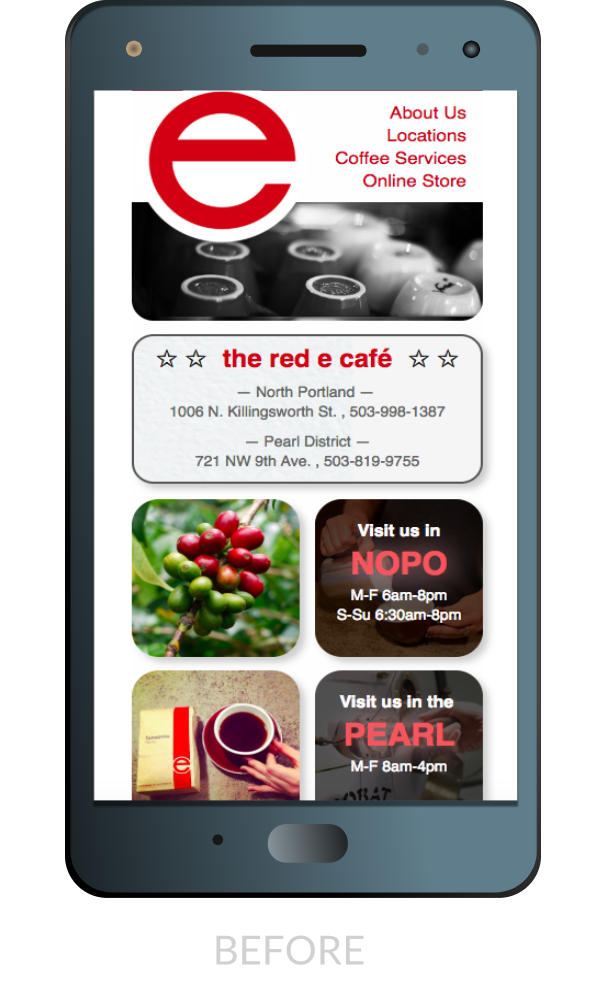 e
About Us
Locations
Coffee Services
Online Store
☆ ☆ the red e café ☆ ☆
— North Portland —
1006 N. Killingsworth St. , 503-998-1387
— Pearl District —
721 NW 9th Ave. , 503-819-9755
Visit us in
NOPO
M-F 6am-8pm
S-Su 6:30am-8pm
e
Visit us in the
PEARL
M-F 8am-4pm
BEFORE